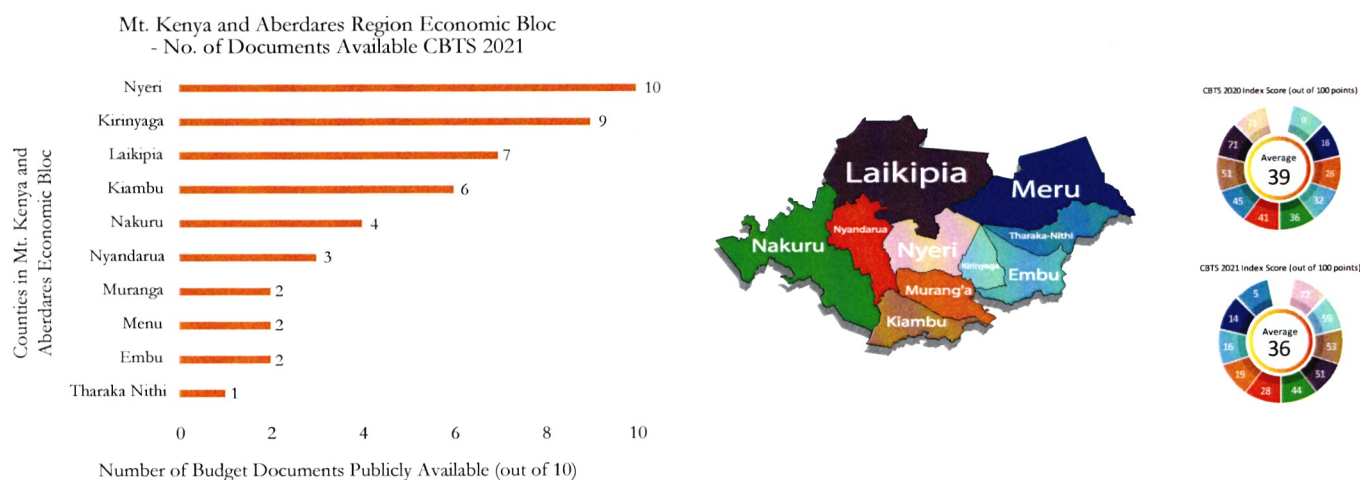 Mt. Kenya and Aberdares Region Economic Bloc
- No. of Documents Available CBTS 2021
Counties in Mt. Kenya and
Aberdares Economic Bloc
Nyeri 10
Kirinyaga 9
Laikipia 7
Kiambu 6
Nakuru 4
Nyandarua 3
Muranga 2
Menu 2
Embu 2
Tharaka Nithi 1
0 2 4 6 8 10
Number of Budget Documents Publicly Available (out of 10)
Laikipia
Meru
Nyandarua
Tharaka-Nithi
Nakuru
Nyeri
Kirinyaga
Embu
Murang'a
Kiambu
CBTS 2020 Index Score (out of 100 points)
0
16
26
32
36
41
45
51
71
Average
39
CBTS 2021 Index Score (out of 100 points)
72
59
53
51
44
28
19
16
14
5
Average
36